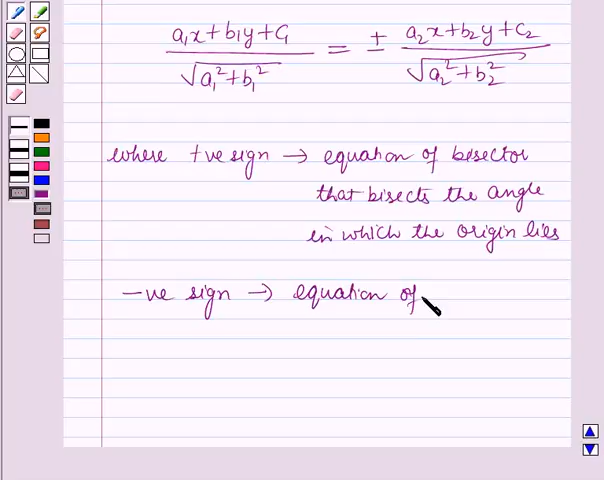 a₁x+b₁y+c₁ / √a₁²+b₁² = ± a₂x+b₂y+c₂ / √a₂²+b₂²
where +ve sign → equation of bisector
that bisects the angle
in which the origin lies
-ve sign → equation of